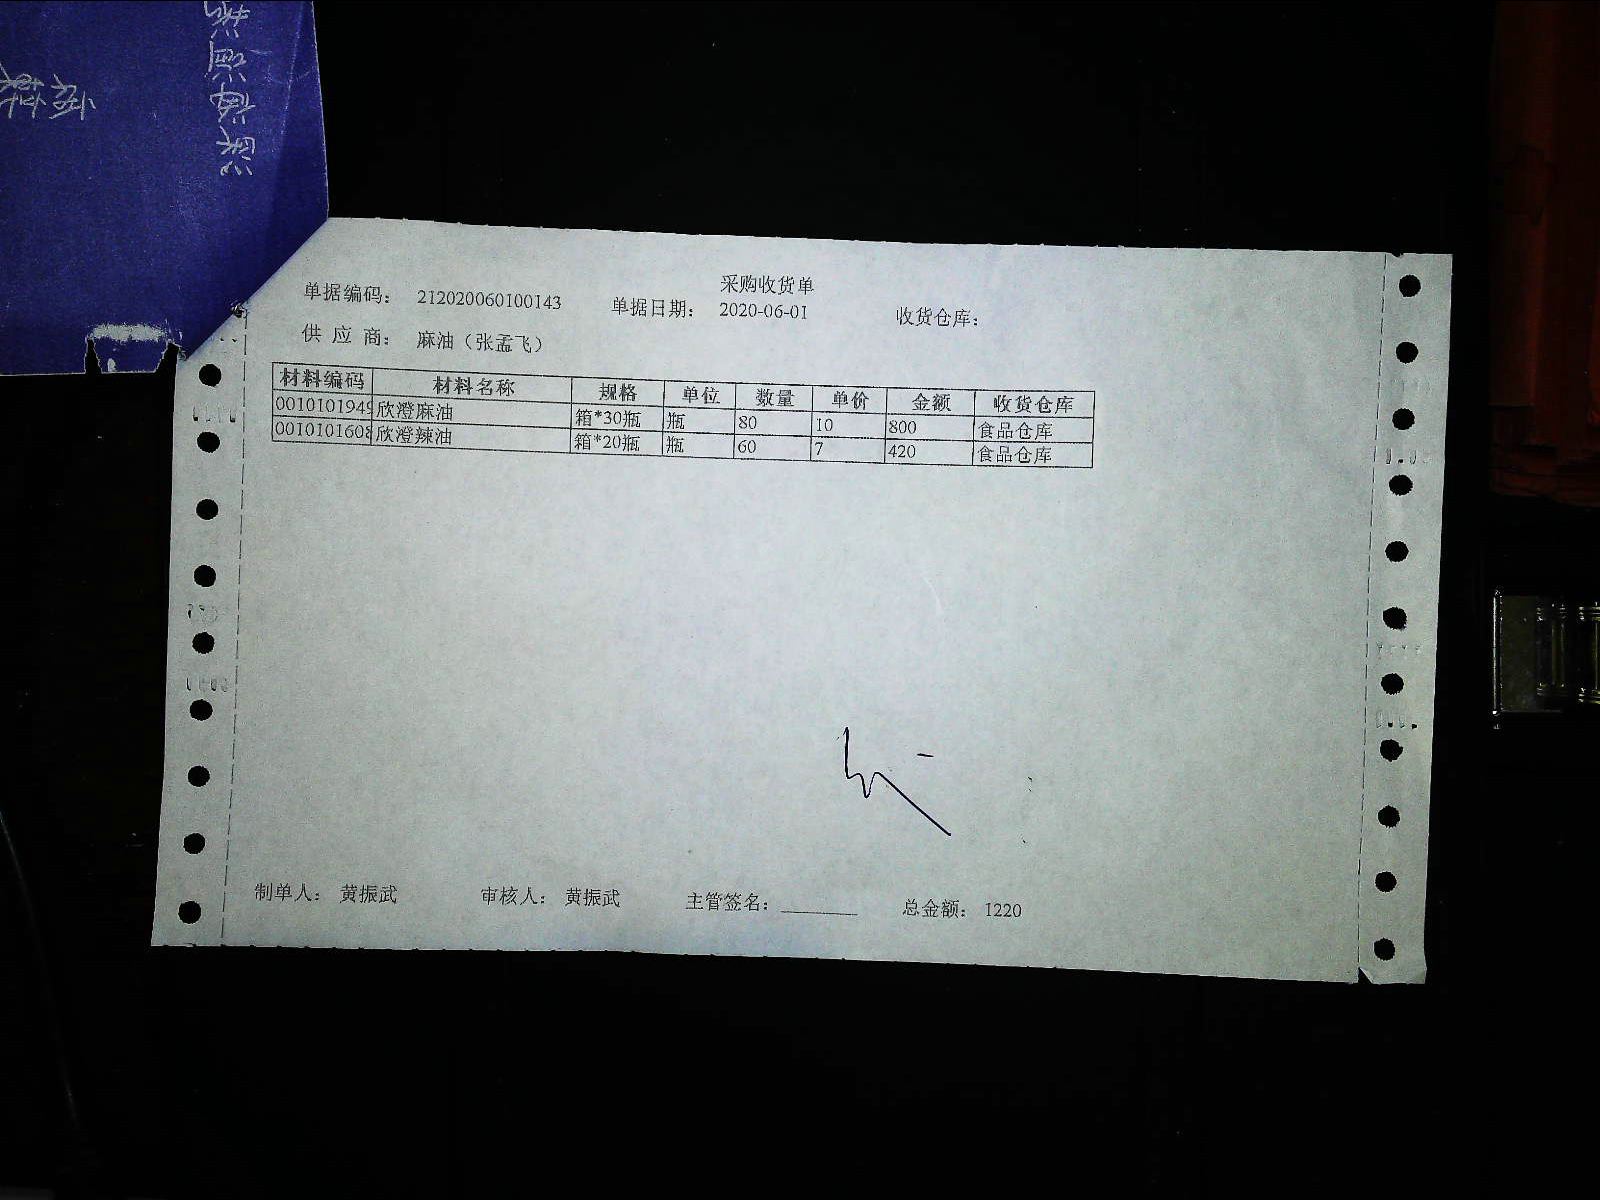 采购收货单
单据编码： 212020060100143 单据日期： 2020-06-01 收货仓库：
供 应 商： 麻油（张孟飞）
材料编码 材料名称 规格 单位 数量 单价 金额 收货仓库
0010101949 欣澄麻油 箱*30瓶 瓶 80 10 800 食品仓库
0010101608 欣澄辣油 箱*20瓶 瓶 60 7 420 食品仓库
制单人： 黄振武 审核人： 黄振武 主管签名：________ 总金额： 1220